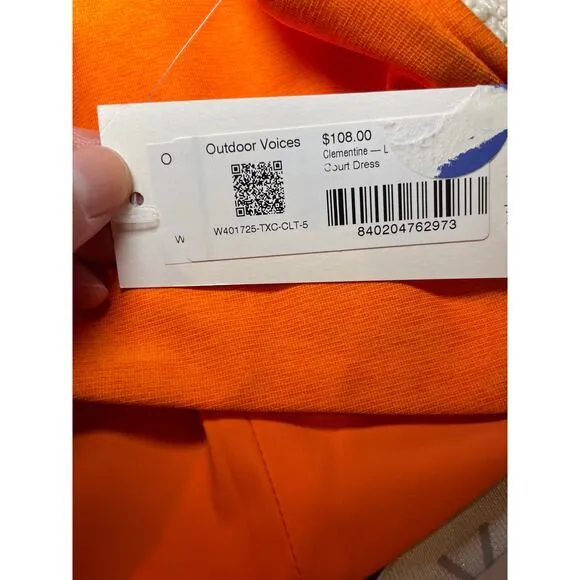 O
W
Outdoor Voices
W401725-TXC-CLT-5
$108.00
Clementine — L
Court Dress
840204762973